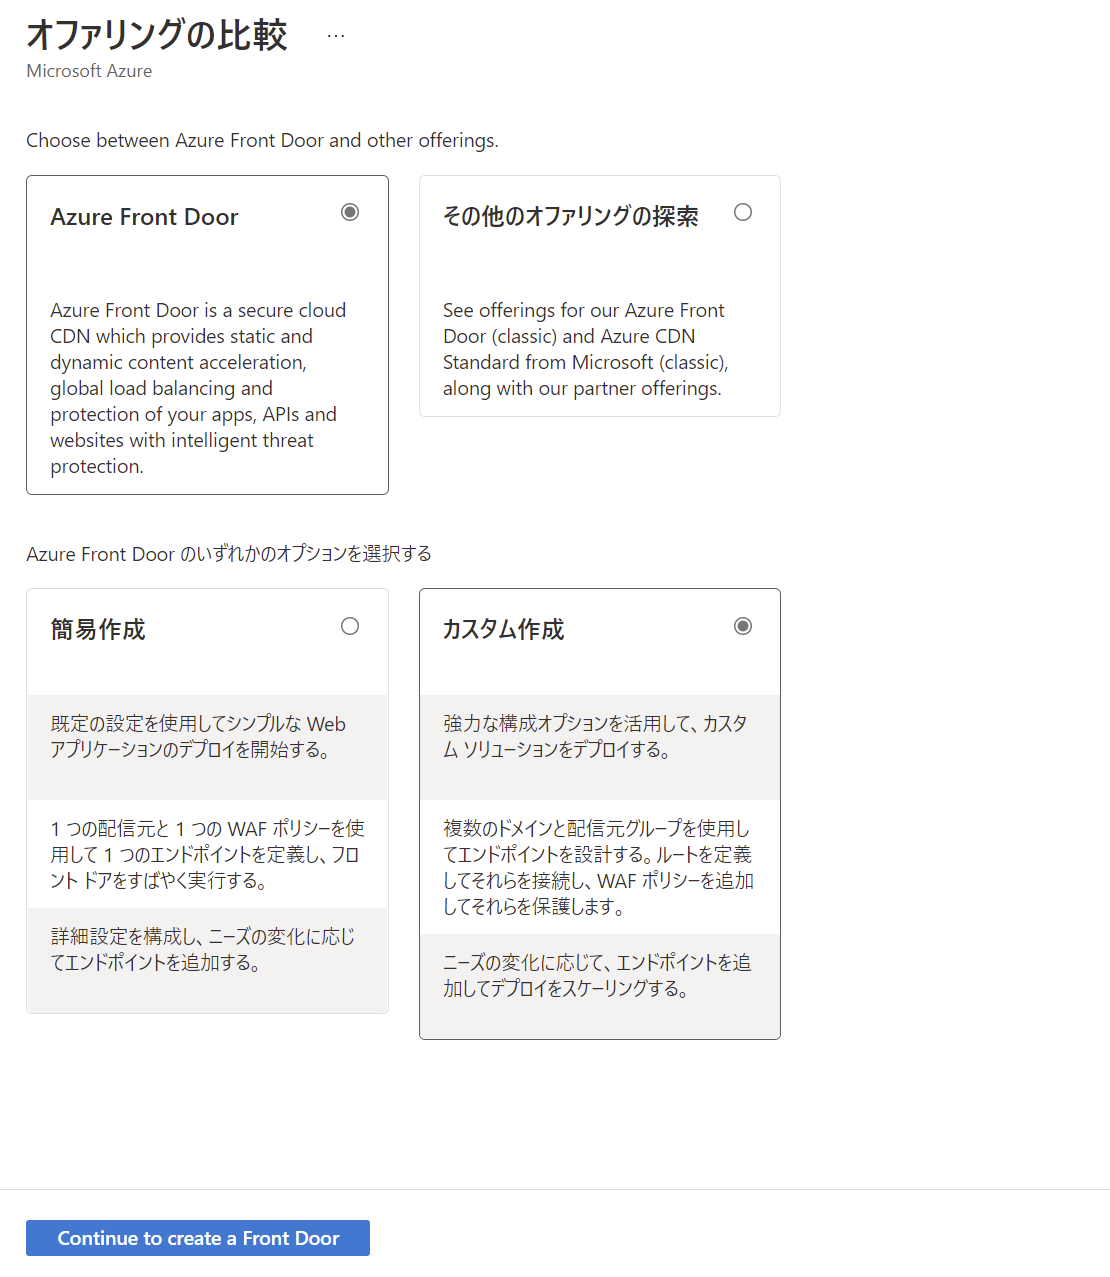 オファリングの比較 …
Microsoft Azure
Choose between Azure Front Door and other offerings.
Azure Front Door
Azure Front Door is a secure cloud
CDN which provides static and
dynamic content acceleration,
global load balancing and
protection of your apps, APIs and
websites with intelligent threat
protection.
その他のオファリングの探索
See offerings for our Azure Front
Door (classic) and Azure CDN
Standard from Microsoft (classic),
along with our partner offerings.
Azure Front Door のいずれかのオプションを選択する
簡易作成
既定の設定を使用してシンプルな Web
アプリケーションのデプロイを開始する。
1 つの配信元と 1 つの WAF ポリシーを使
用して 1 つのエンドポイントを定義し、フロ
ント ドアをすばやく実行する。
詳細設定を構成し、ニーズの変化に応じ
てエンドポイントを追加する。
カスタム作成
強力な構成オプションを活用して、カスタ
ム ソリューションをデプロイする。
複数のドメインと配信元グループを使用し
てエンドポイントを設計する。ルートを定義
してそれらを接続し、WAF ポリシーを追加
してそれらを保護します。
ニーズの変化に応じて、エンドポイントを追
加してデプロイをスケーリングする。
Continue to create a Front Door